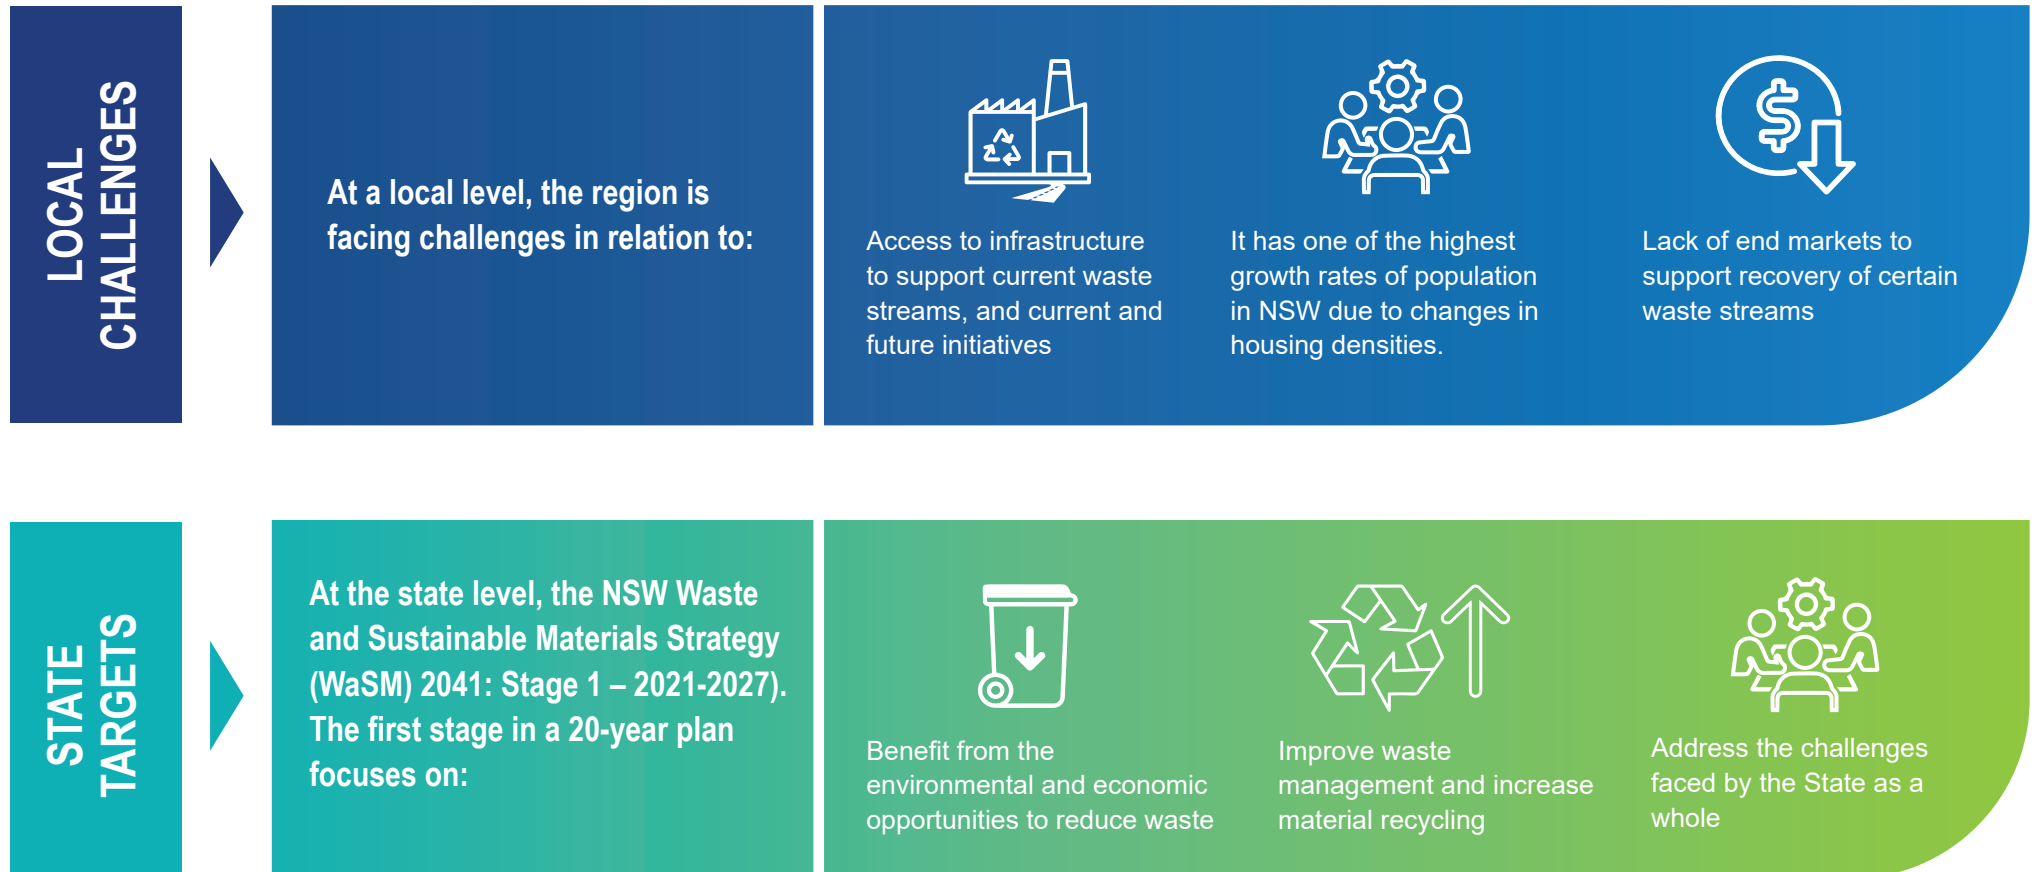 LOCAL
CHALLENGES
At a local level, the region is
facing challenges in relation to:
Access to infrastructure
to support current waste
streams, and current and
future initiatives
It has one of the highest
growth rates of population
in NSW due to changes in
housing densities.
Lack of end markets to
support recovery of certain
waste streams
STATE
TARGETS
At the state level, the NSW Waste
and Sustainable Materials Strategy
(WaSM) 2041: Stage 1 – 2021-2027).
The first stage in a 20-year plan
focuses on:
Benefit from the
environmental and economic
opportunities to reduce waste
Improve waste
management and increase
material recycling
Address the challenges
faced by the State as a
whole